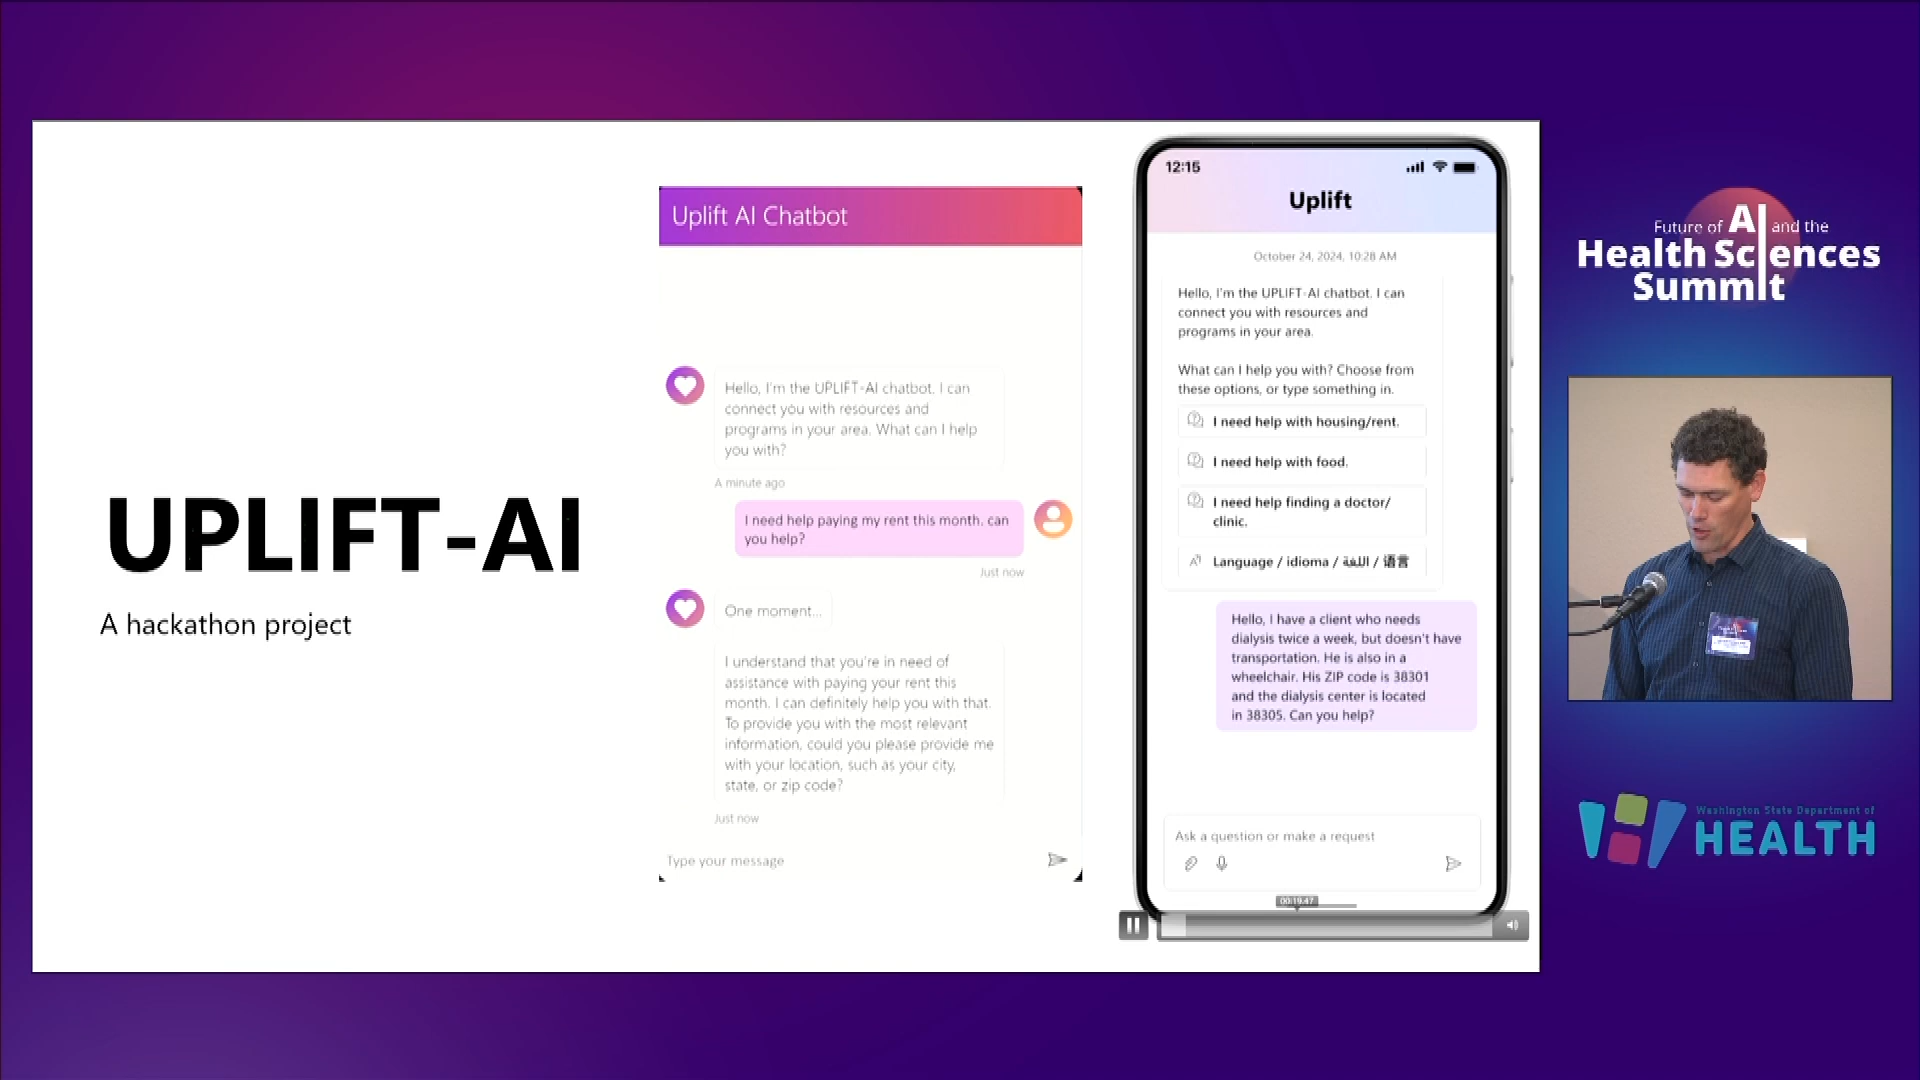 UPLIFT-AI
A hackathon project
Uplift AI Chatbot
Hello, I'm the UPLIFT-AI chatbot. I can
connect you with resources and
programs in your area. What can I help
you with?
A minute ago
I need help paying my rent this month. can
you help?
Just now
One moment...
I understand that you're in need of
assistance with paying your rent this
month. I can definitely help you with that.
To provide you with the most relevant
information, could you please provide me
with your location, such as your city,
state, or zip code?
Just now
Type your message
12:15
Uplift
October 24, 2024, 10:28 AM
Hello, I'm the UPLIFT-AI chatbot. I can
connect you with resources and
programs in your area.
What can I help you with? Choose from
these options, or type something in.
I need help with housing/rent.
I need help with food.
I need help finding a doctor/
clinic.
Language / idioma / اللغة / 语言
Hello, I have a client who needs
dialysis twice a week, but doesn't have
transportation. He is also in a
wheelchair. His ZIP code is 38301
and the dialysis center is located
in 38305. Can you help?
Ask a question or make a request
00:19.47
Future of AI and the
Health Sciences
Summit
Washington State Department of
HEALTH